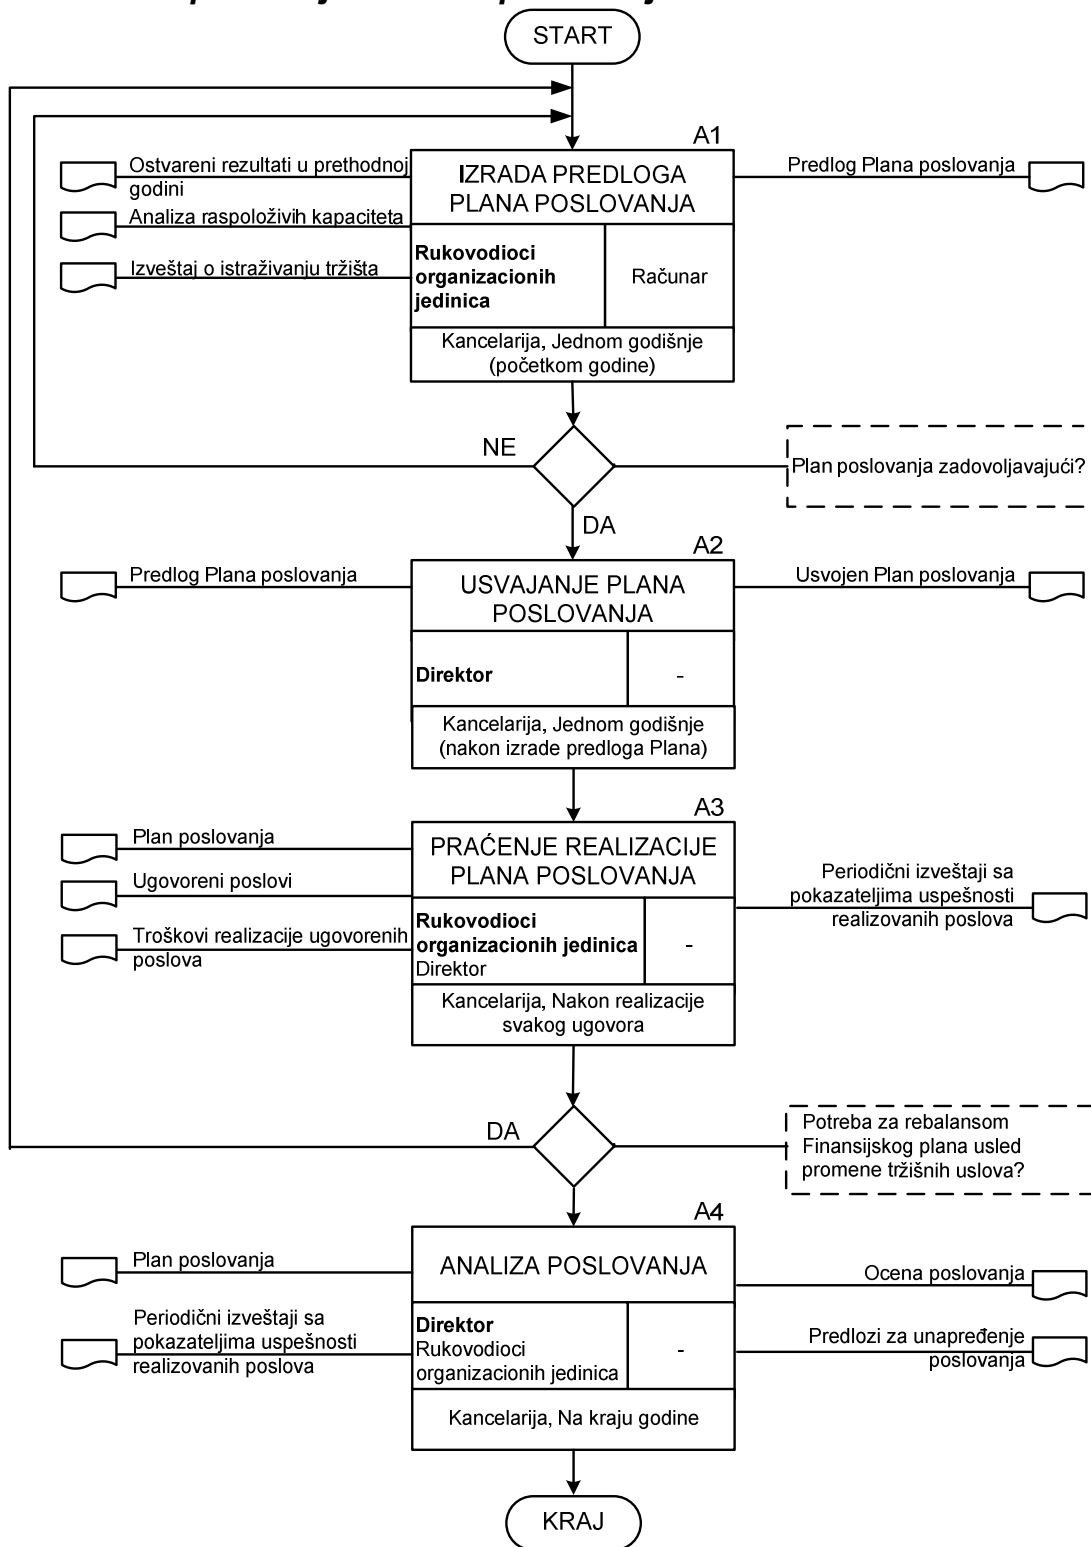 START
A1
Ostvareni rezultati u prethodnoj
godini
Analiza raspoloživih kapaciteta
Izveštaj o istraživanju tržišta
IZRADA PREDLOGA
PLANA POSLOVANJA
Rukovodioci
organizacionih
jedinica
Računar
Kancelarija, Jednom godišnje
(početkom godine)
Predlog Plana poslovanja
NE
Plan poslovanja zadovoljavajući?
DA
A2
Predlog Plana poslovanja
USVAJANJE PLANA
POSLOVANJA
Direktor
-
Kancelarija, Jednom godišnje
(nakon izrade predloga Plana)
Usvojen Plan poslovanja
A3
Plan poslovanja
Ugovoreni poslovi
Troškovi realizacije ugovorenih
poslova
PRAĆENJE REALIZACIJE
PLANA POSLOVANJA
Rukovodioci
organizacionih jedinica
Direktor
-
Kancelarija, Nakon realizacije
svakog ugovora
Periodični izveštaji sa
pokazateljima uspešnosti
realizovanih poslova
DA
Potreba za rebalansom
Finansijskog plana usled
promene tržišnih uslova?
A4
Plan poslovanja
Periodični izveštaji sa
pokazateljima uspešnosti
realizovanih poslova
ANALIZA POSLOVANJA
Direktor
Rukovodioci
organizacionih jedinica
-
Kancelarija, Na kraju godine
Ocena poslovanja
Predlozi za unapređenje
poslovanja
KRAJ